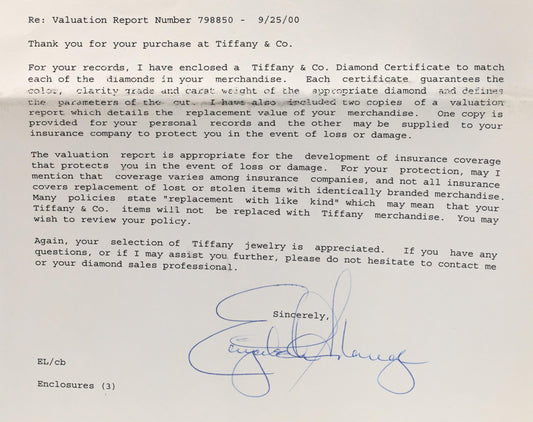 Re: Valuation Report Number 798850 - 9/25/00
Thank you for your purchase at Tiffany & Co.
For your records, I have enclosed a Tiffany & Co. Diamond Certificate to match
each of the diamonds in your merchandise. Each certificate guarantees the
color, clarity grade and carat weight of the appropriate diamond and defines
the parameters of the cut. I have also included two copies of a valuation
report which details the replacement value of your merchandise. One copy is
provided for your personal records and the other may be supplied to your
insurance company to protect you in the event of loss or damage.
The valuation report is appropriate for the development of insurance coverage
that protects you in the event of loss or damage. For your protection, may I
mention that coverage varies among insurance companies, and not all insurance
covers replacement of lost or stolen items with identically branded merchandise.
Many policies state "replacement with like kind" which may mean that your
Tiffany & Co. items will not be replaced with Tiffany merchandise. You may
wish to review your policy.
Again, your selection of Tiffany jewelry is appreciated. If you have any
questions, or if I may assist you further, please do not hesitate to contact me
or your diamond sales professional.
Sincerely,
EL/cb
Enclosures (3)